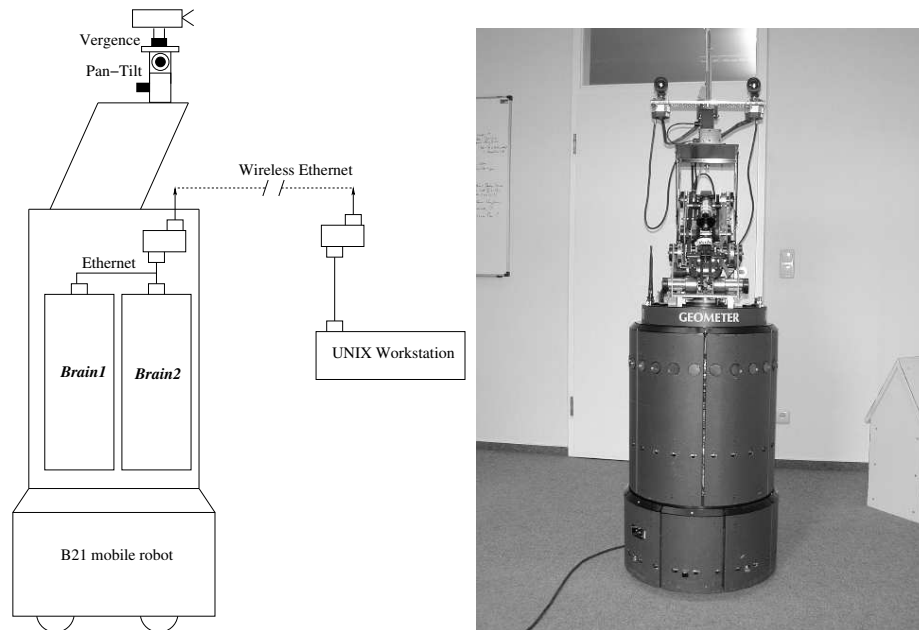 Vergence
Pan−Tilt
Wireless Ethernet
Ethernet
Brain1
Brain2
UNIX Workstation
B21 mobile robot
GEOMETER